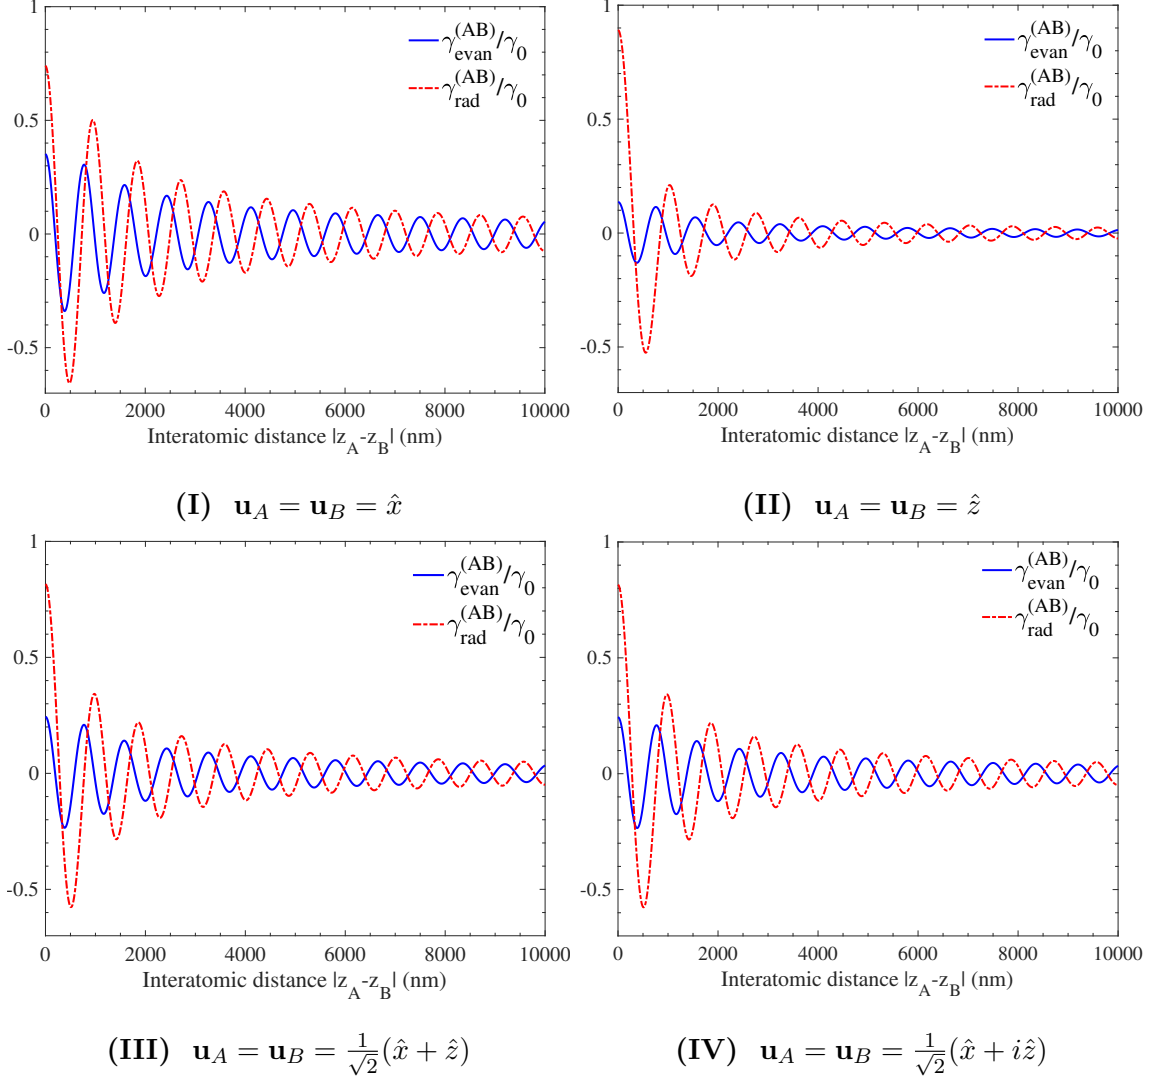 1
0.5
0
-0.5
γ_evan^(AB)/γ_0
γ_rad^(AB)/γ_0
0 2000 4000 6000 8000 10000
Interatomic distance |z_A-z_B| (nm)
(I) u_A = u_B = x̂
1
0.5
0
-0.5
γ_evan^(AB)/γ_0
γ_rad^(AB)/γ_0
0 2000 4000 6000 8000 10000
Interatomic distance |z_A-z_B| (nm)
(II) u_A = u_B = ẑ
1
0.5
0
-0.5
γ_evan^(AB)/γ_0
γ_rad^(AB)/γ_0
0 2000 4000 6000 8000 10000
Interatomic distance |z_A-z_B| (nm)
(III) u_A = u_B = 1/√2(x̂ + ẑ)
1
0.5
0
-0.5
γ_evan^(AB)/γ_0
γ_rad^(AB)/γ_0
0 2000 4000 6000 8000 10000
Interatomic distance |z_A-z_B| (nm)
(IV) u_A = u_B = 1/√2(x̂ + iẑ)